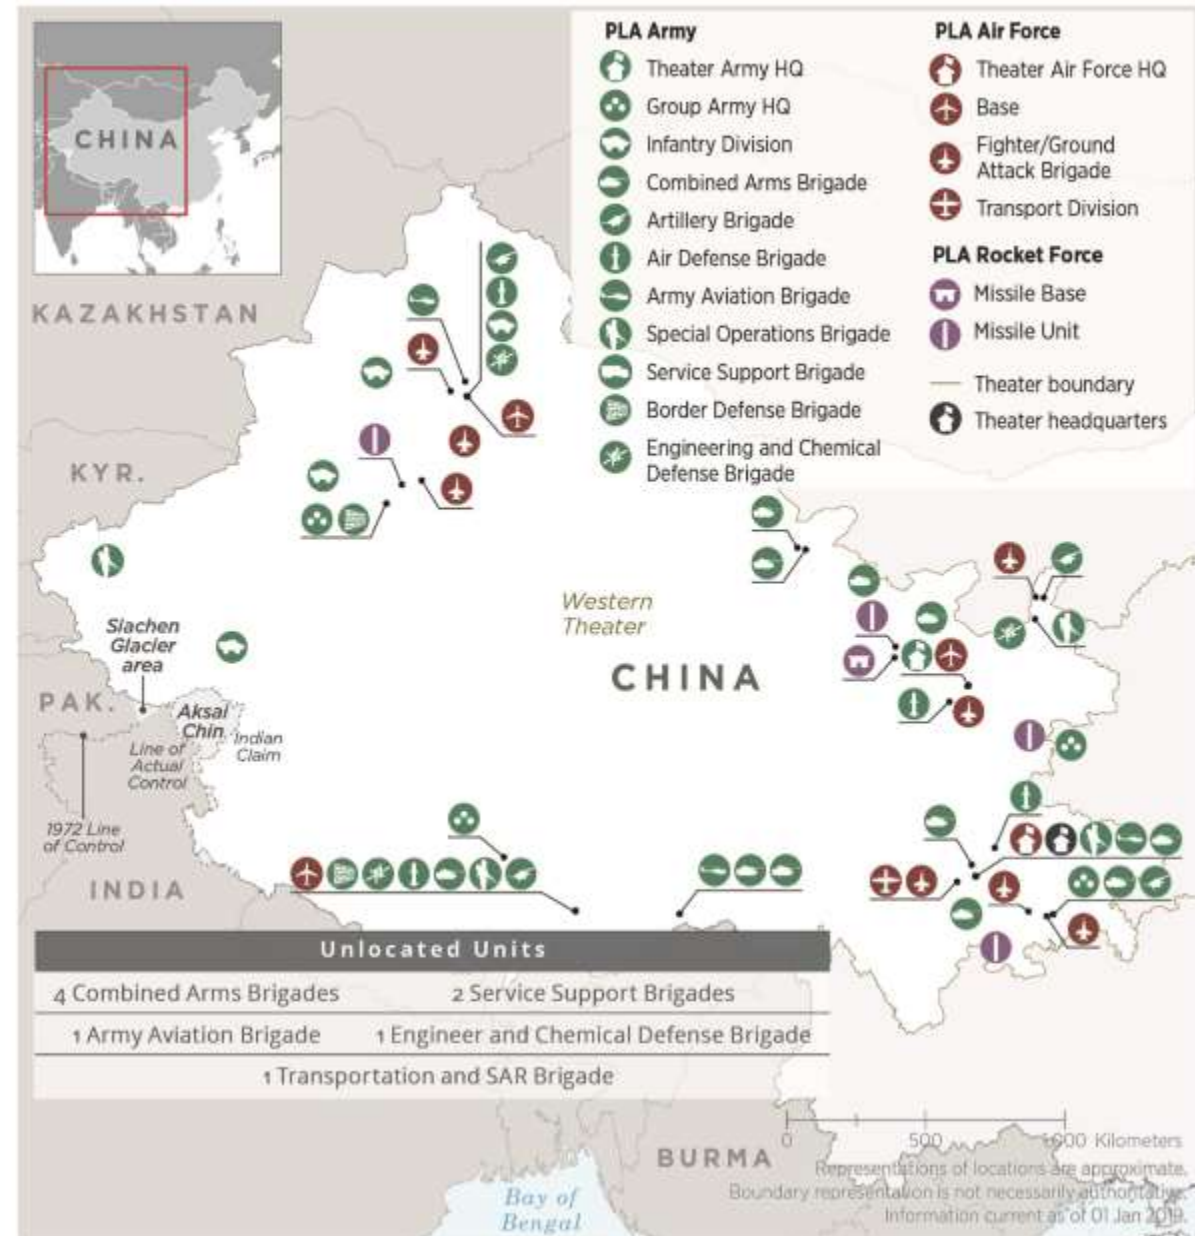 CHINA
PLA Army
Theater Army HQ
Group Army HQ
Infantry Division
Combined Arms Brigade
Artillery Brigade
Air Defense Brigade
Army Aviation Brigade
Special Operations Brigade
Service Support Brigade
Border Defense Brigade
Engineering and Chemical
Defense Brigade
PLA Air Force
Theater Air Force HQ
Base
Fighter/Ground
Attack Brigade
Transport Division
PLA Rocket Force
Missile Base
Missile Unit
Theater boundary
Theater headquarters
KAZAKHSTAN
KYR.
Western
Theater
CHINA
Siachen
Glacier
area
PAK.
Aksai
Chin
Indian
Claim
Line of
Actual
Control
1972 Line
of Control
INDIA
Unlocated Units
4 Combined Arms Brigades
2 Service Support Brigades
1 Army Aviation Brigade
1 Engineer and Chemical Defense Brigade
1 Transportation and SAR Brigade
0 500 1,000 Kilometers
BURMA
Representations of locations are approximate.
Boundary representation is not necessarily authoritative.
Information current as of 01 Jan 2019.
Bay of
Bengal